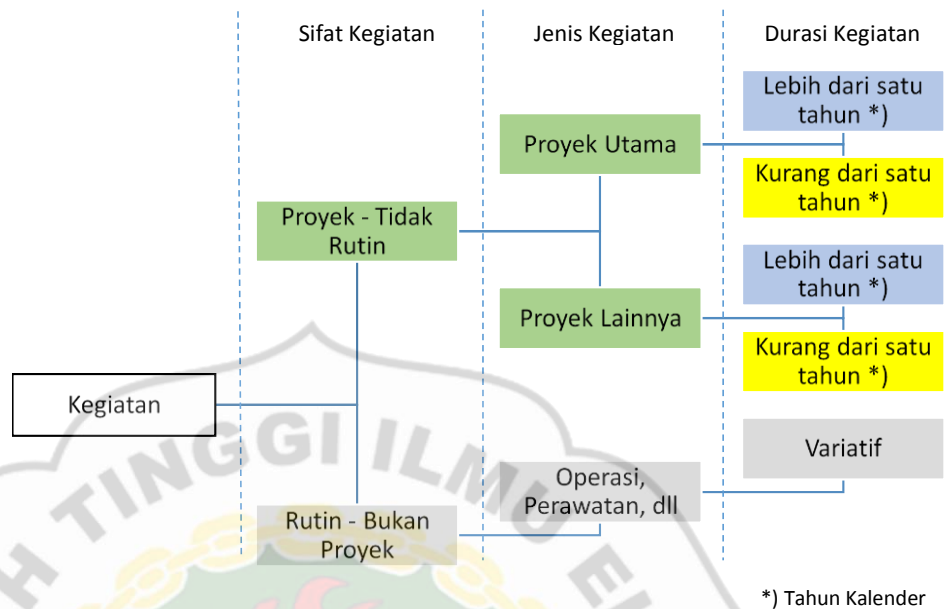 Sifat Kegiatan
Jenis Kegiatan
Durasi Kegiatan
Lebih dari satu
tahun *)
Proyek Utama
Kurang dari satu
tahun *)
Proyek - Tidak
Rutin
Lebih dari satu
tahun *)
Proyek Lainnya
Kurang dari satu
tahun *)
Kegiatan
Variatif
Operasi,
Perawatan, dll
Rutin - Bukan
Proyek
*) Tahun Kalender
TINGGI ILMU